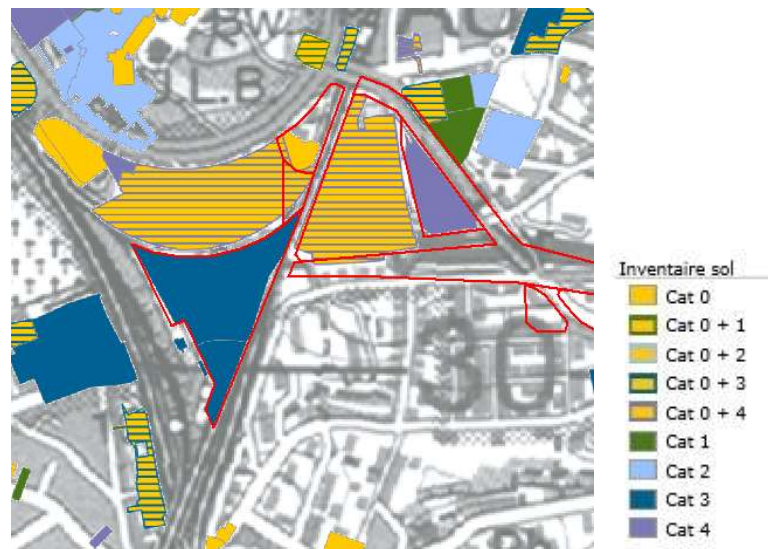 BW
J.L.B
30
Inventaire sol
Cat 0
Cat 0 + 1
Cat 0 + 2
Cat 0 + 3
Cat 0 + 4
Cat 1
Cat 2
Cat 3
Cat 4